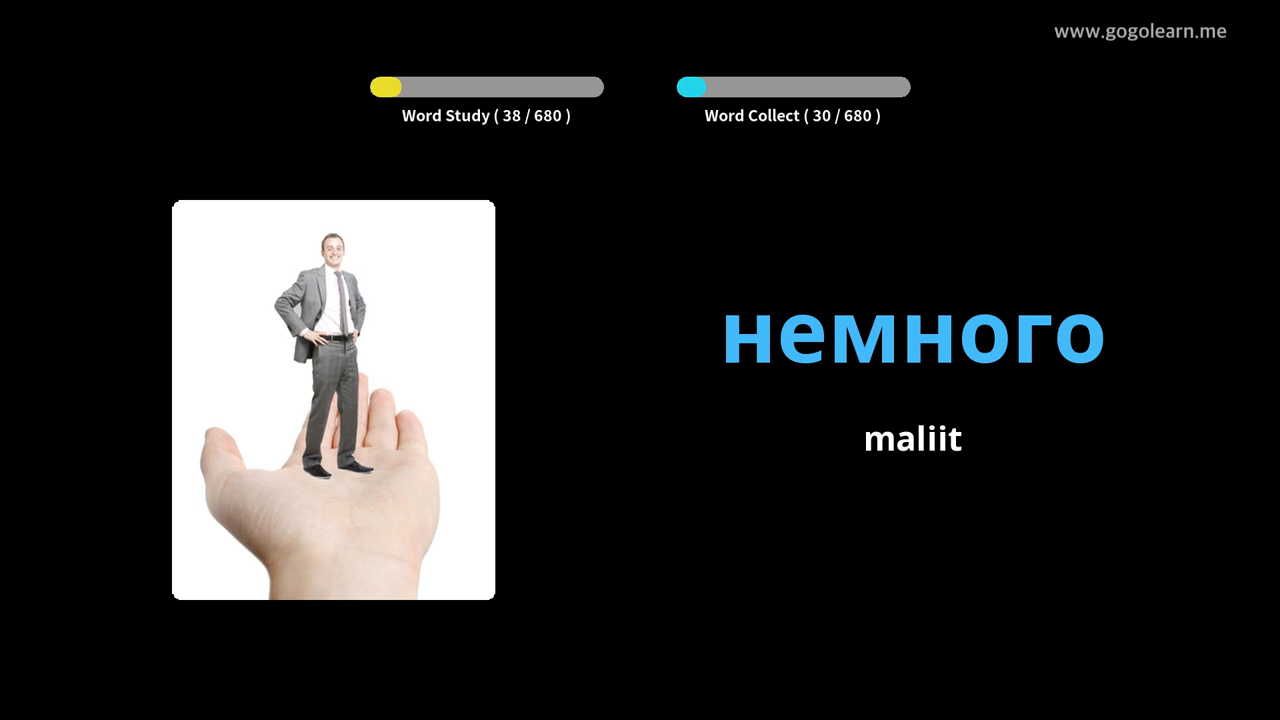 www.gogolearn.me
Word Study ( 38 / 680 )
Word Collect ( 30 / 680 )
немного
maliit